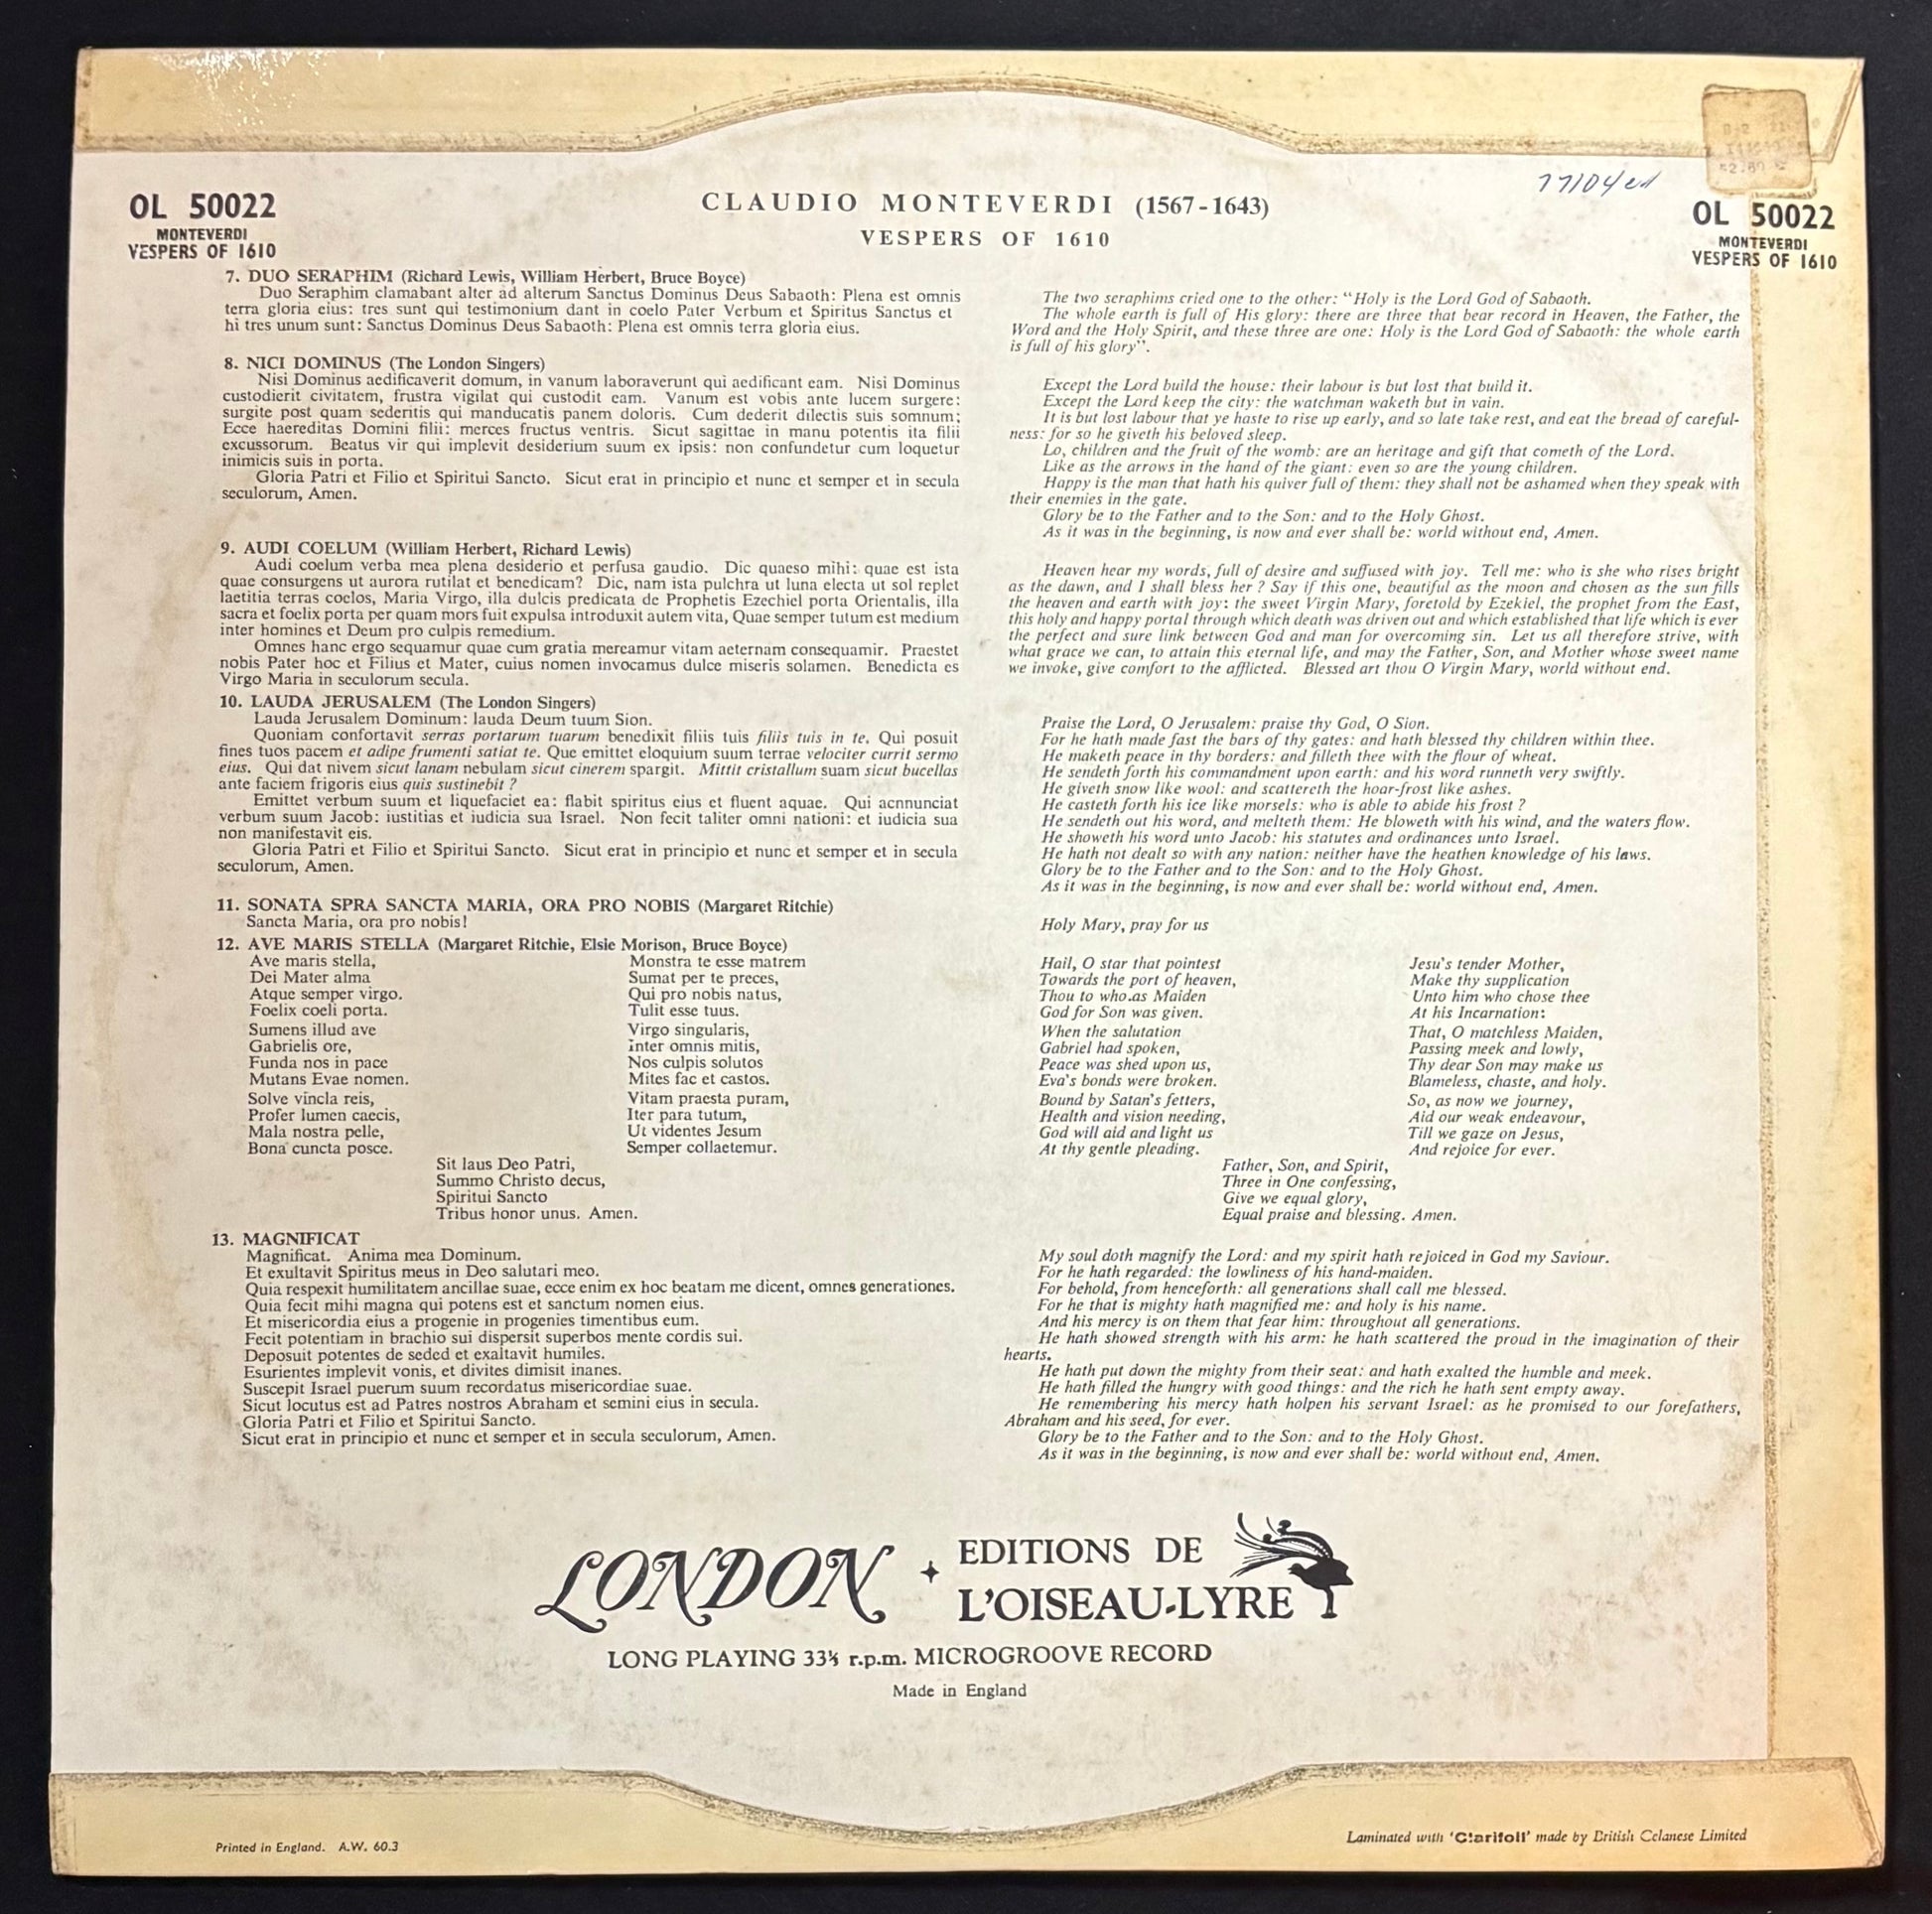 OL 50022
MONTEVERDI
VESPERS OF 1610
CLAUDIO MONTEVERDI (1567-1643)
VESPERS OF 1610
OL 50022
MONTEVERDI
VESPERS OF 1610
7. DUO SERAPHIM (Richard Lewis, William Herbert, Bruce Boyce)
Duo Seraphim clamabant alter ad alterum Sanctus Dominus Deus Sabaoth: Plena est omnis
terra gloria eius: tres sunt qui testimonium dant in coelo Pater Verbum et Spiritus Sanctus et
hi tres unum sunt: Sanctus Dominus Deus Sabaoth: Plena est omnis terra gloria eius.
The two seraphims cried one to the other: "Holy is the Lord God of Sabaoth.
The whole earth is full of His glory: there are three that bear record in Heaven, the Father, the
Word and the Holy Spirit, and these three are one: Holy is the Lord God of Sabaoth: the whole earth
is full of his glory".
8. NICI DOMINUS (The London Singers)
Nisi Dominus aedificaverit domum, in vanum laboraverunt qui aedificant eam. Nisi Dominus
custodierit civitatem, frustra vigilat qui custodit eam. Vanum est vobis ante lucem surgere:
surgite post quam sederitis qui manducatis panem doloris. Cum dederit dilectis suis somnum:
Ecce haereditas Domini filii: merces fructus ventris. Sicut sagittae in manu potentis ita filii
excussorum. Beatus vir qui implevit desiderium suum ex ipsis: non confundetur cum loquetur
inimicis suis in porta.
Gloria Patri et Filio et Spiritui Sancto. Sicut erat in principio et nunc et semper et in secula
seculorum, Amen.
Except the Lord build the house: their labour is but lost that build it.
Except the Lord keep the city: the watchman waketh but in vain.
It is but lost labour that ye haste to rise up early, and so late take rest, and eat the bread of careful-
ness: for so he giveth his beloved sleep.
Lo, children and the fruit of the womb: are an heritage and gift that cometh of the Lord.
Like as the arrows in the hand of the giant: even so are the young children.
Happy is the man that hath his quiver full of them: they shall not be ashamed when they speak with
their enemies in the gate.
Glory be to the Father and to the Son: and to the Holy Ghost.
As it was in the beginning, is now and ever shall be: world without end, Amen.
9. AUDI COELUM (William Herbert, Richard Lewis)
Audi coelum verba mea plena desiderio et perfusa gaudio. Dic quaeso mihi: quae est ista
quae consurgens ut aurora rutilat et benedicam? Dic, nam ista pulchra ut luna electa ut sol replet
laetitia terras coelos, Maria Virgo, illa dulcis predicata de Prophetis Ezechiel porta Orientalis, illa
sacra et foelix porta per quam mors fuit expulsa introduxit autem vita, Quae semper tutum est medium
inter homines et Deum pro culpis remedium.
Omnes hanc ergo sequamur quae cum gratia mereamur vitam aeternam consequamir. Praestet
nobis Pater hoc et Filius et Mater, cuius nomen invocamus dulce miseris solamen. Benedicta es
Virgo Maria in seculorum secula.
Heaven hear my words, full of desire and suffused with joy. Tell me: who is she who rises bright
as the dawn, and I shall bless her? Say if this one, beautiful as the moon and chosen as the sun fills
the heaven and earth with joy: the sweet Virgin Mary, foretold by Ezekiel, the prophet from the East,
this holy and happy portal through which death was driven out and which established that life which is ever
the perfect and sure link between God and man for overcoming sin. Let us all therefore strive, with
what grace we can, to attain this eternal life, and may the Father, Son, and Mother whose sweet name
we invoke, give comfort to the afflicted. Blessed art thou O Virgin Mary, world without end.
10. LAUDA JERUSALEM (The London Singers)
Lauda Jerusalem Dominum: lauda Deum tuum Sion.
Quoniam confortavit serras portarum tuarum benedixit filiis tuis filiis tuis in te. Qui posuit
fines tuos pacem et adipe frumenti satiat te. Que emittet eloquium suum terrae velociter currit sermo
eius. Qui dat nivem sicut lanam nebulam sicut cinerem spargit. Mittit cristallum suam sicut bucellas
ante faciem frigoris eius quis sustinebit?
Emittet verbum suum et liquefaciet ea: flabit spiritus eius et fluent aquae. Qui acnnunciat
verbum suum Jacob: iustitias et iudicia sua Israel. Non fecit taliter omni nationi: et iudicia sua
non manifestavit eis.
Gloria Patri et Filio et Spiritui Sancto. Sicut erat in principio et nunc et semper et in secula
seculorum, Amen.
Praise the Lord, O Jerusalem: praise thy God, O Sion.
For he hath made fast the bars of thy gates: and hath blessed thy children within thee.
He maketh peace in thy borders: and filleth thee with the flour of wheat.
He sendeth forth his commandment upon earth: and his word runneth very swiftly.
He giveth snow like wool: and scattereth the hoar-frost like ashes.
He casteth forth his ice like morsels: who is able to abide his frost?
He sendeth out his word, and melteth them: He bloweth with his wind, and the waters flow.
He showeth his word unto Jacob: his statutes and ordinances unto Israel.
He hath not dealt so with any nation: neither have the heathen knowledge of his laws.
Glory be to the Father and to the Son: and to the Holy Ghost.
As it was in the beginning, is now and ever shall be: world without end, Amen.
11. SONATA SPRA SANCTA MARIA, ORA PRO NOBIS (Margaret Ritchie)
Sancta Maria, ora pro nobis!
Holy Mary, pray for us
12. AVE MARIS STELLA (Margaret Ritchie, Elsie Morison, Bruce Boyce)
Ave maris stella,
Dei Mater alma
Atque semper virgo.
Foelix coeli porta.
Sumens illud ave
Gabrielis ore,
Funda nos in pace
Mutans Evae nomen.
Solve vincla reis,
Profer lumen caecis,
Mala nostra pelle,
Bona cuncta posce.
Monstra te esse matrem
Sumat per te preces,
Qui pro nobis natus,
Tulit esse tuus.
Virgo singularis,
inter omnis mitis,
Nos culpis solutos
Mites fac et castos.
Vitam praesta puram,
Iter para tutum,
Ut videntes Jesum
Semper collaetemur.
Sit laus Deo Patri,
Summo Christo decus,
Spiritui Sancto
Tribus honor unus. Amen.
Hail, O star that pointest
Towards the port of heaven,
Thou to who.as Maiden
God for Son was given.
When the salutation
Gabriel had spoken,
Peace was shed upon us,
Eva's bonds were broken.
Bound by Satan's fetters,
Health and vision needing,
God will aid and light us
At thy gentle pleading.
Jesu's tender Mother,
Make thy supplication
Unto him who chose thee
At his Incarnation:
That, O matchless Maiden,
Passing meek and lowly,
Thy dear Son may make us
Blameless, chaste, and holy.
So, as now we journey,
Aid our weak endeavour,
Till we gaze on Jesus,
And rejoice for ever.
Father, Son, and Spirit,
Three in One confessing,
Give we equal glory,
Equal praise and blessing. Amen.
13. MAGNIFICAT
Magnificat. Anima mea Dominum.
Et exultavit Spiritus meus in Deo salutari meo.
Quia respexit humilitatem ancillae suae, ecce enim ex hoc beatam me dicent, omnes generationes.
Quia fecit mihi magna qui potens est et sanctum nomen eius.
Et misericordia eius a progenie in progenies timentibus eum.
Fecit potentiam in brachio sui dispersit superbos mente cordis sui.
Deposuit potentes de seded et exaltavit humiles.
Esurientes implevit vonis, et divites dimisit inanes.
Suscepit Israel puerum suum recordatus misericordiae suae.
Sicut locutus est ad Patres nostros Abraham et semini eius in secula.
Gloria Patri et Filio et Spiritui Sancto.
Sicut erat in principio et nunc et semper et in secula seculorum, Amen.
My soul doth magnify the Lord: and my spirit hath rejoiced in God my Saviour.
For he hath regarded: the lowliness of his hand-maiden.
For behold, from henceforth: all generations shall call me blessed.
For he that is mighty hath magnified me: and holy is his name.
And his mercy is on them that fear him: throughout all generations.
He hath showed strength with his arm: he hath scattered the proud in the imagination of their
hearts.
He hath put down the mighty from their seat: and hath exalted the humble and meek.
He hath filled the hungry with good things: and the rich he hath sent empty away.
He remembering his mercy hath holpen his servant Israel: as he promised to our forefathers,
Abraham and his seed, for ever.
Glory be to the Father and to the Son: and to the Holy Ghost.
As it was in the beginning, is now and ever shall be: world without end, Amen.
LONDON
EDITIONS DE
L'OISEAU-LYRE
LONG PLAYING 33⅓ r.p.m. MICROGROOVE RECORD
Made in England
Printed in England. A.W. 60.3
Laminated with 'Clarifoil' made by British Celanese Limited